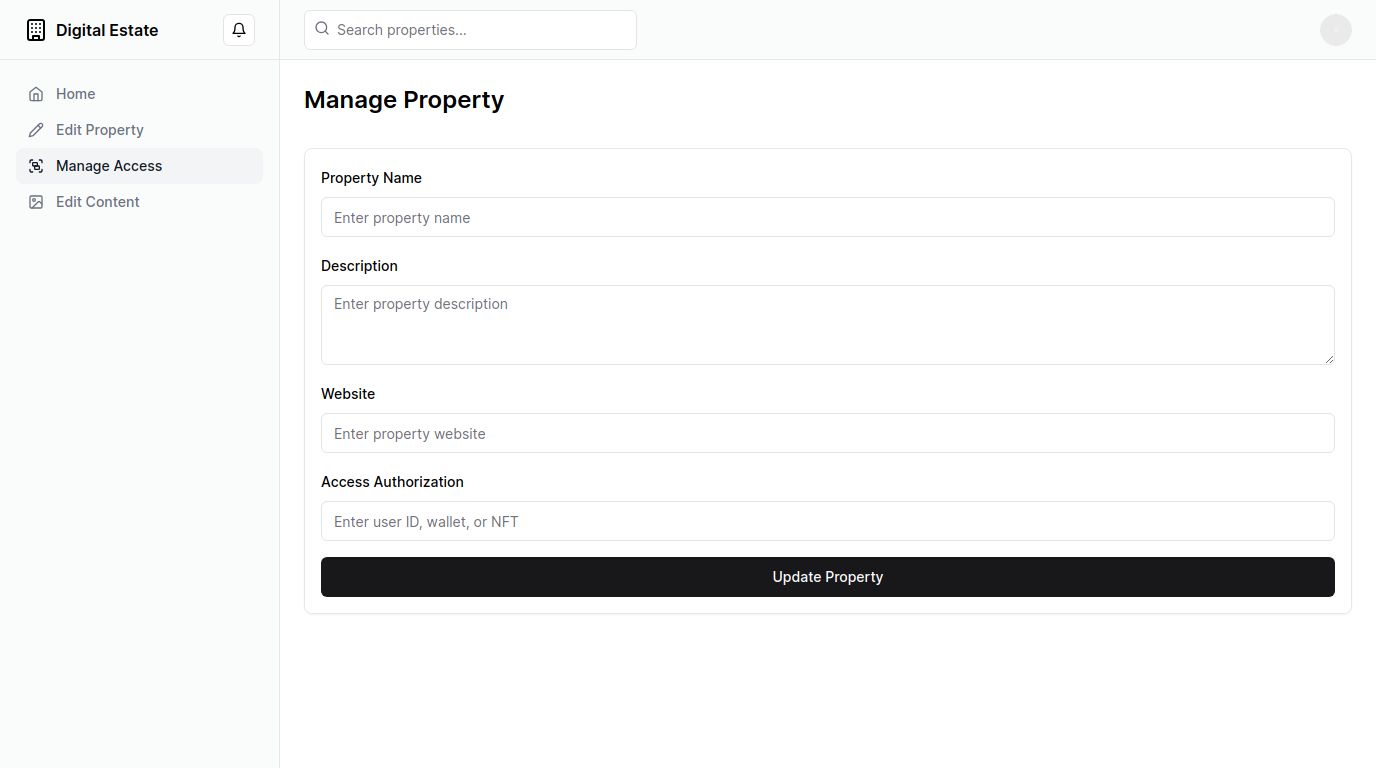 Digital Estate
Search properties...
Home
Edit Property
Manage Access
Edit Content
Manage Property
Property Name
Enter property name
Description
Enter property description
Website
Enter property website
Access Authorization
Enter user ID, wallet, or NFT
Update Property